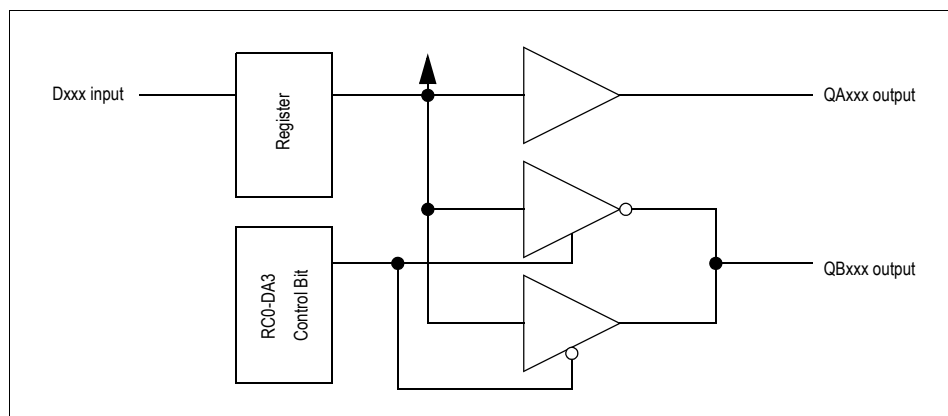 Dxxx input
Register
QAxxx output
RC0-DA3
Control Bit
QBxxx output